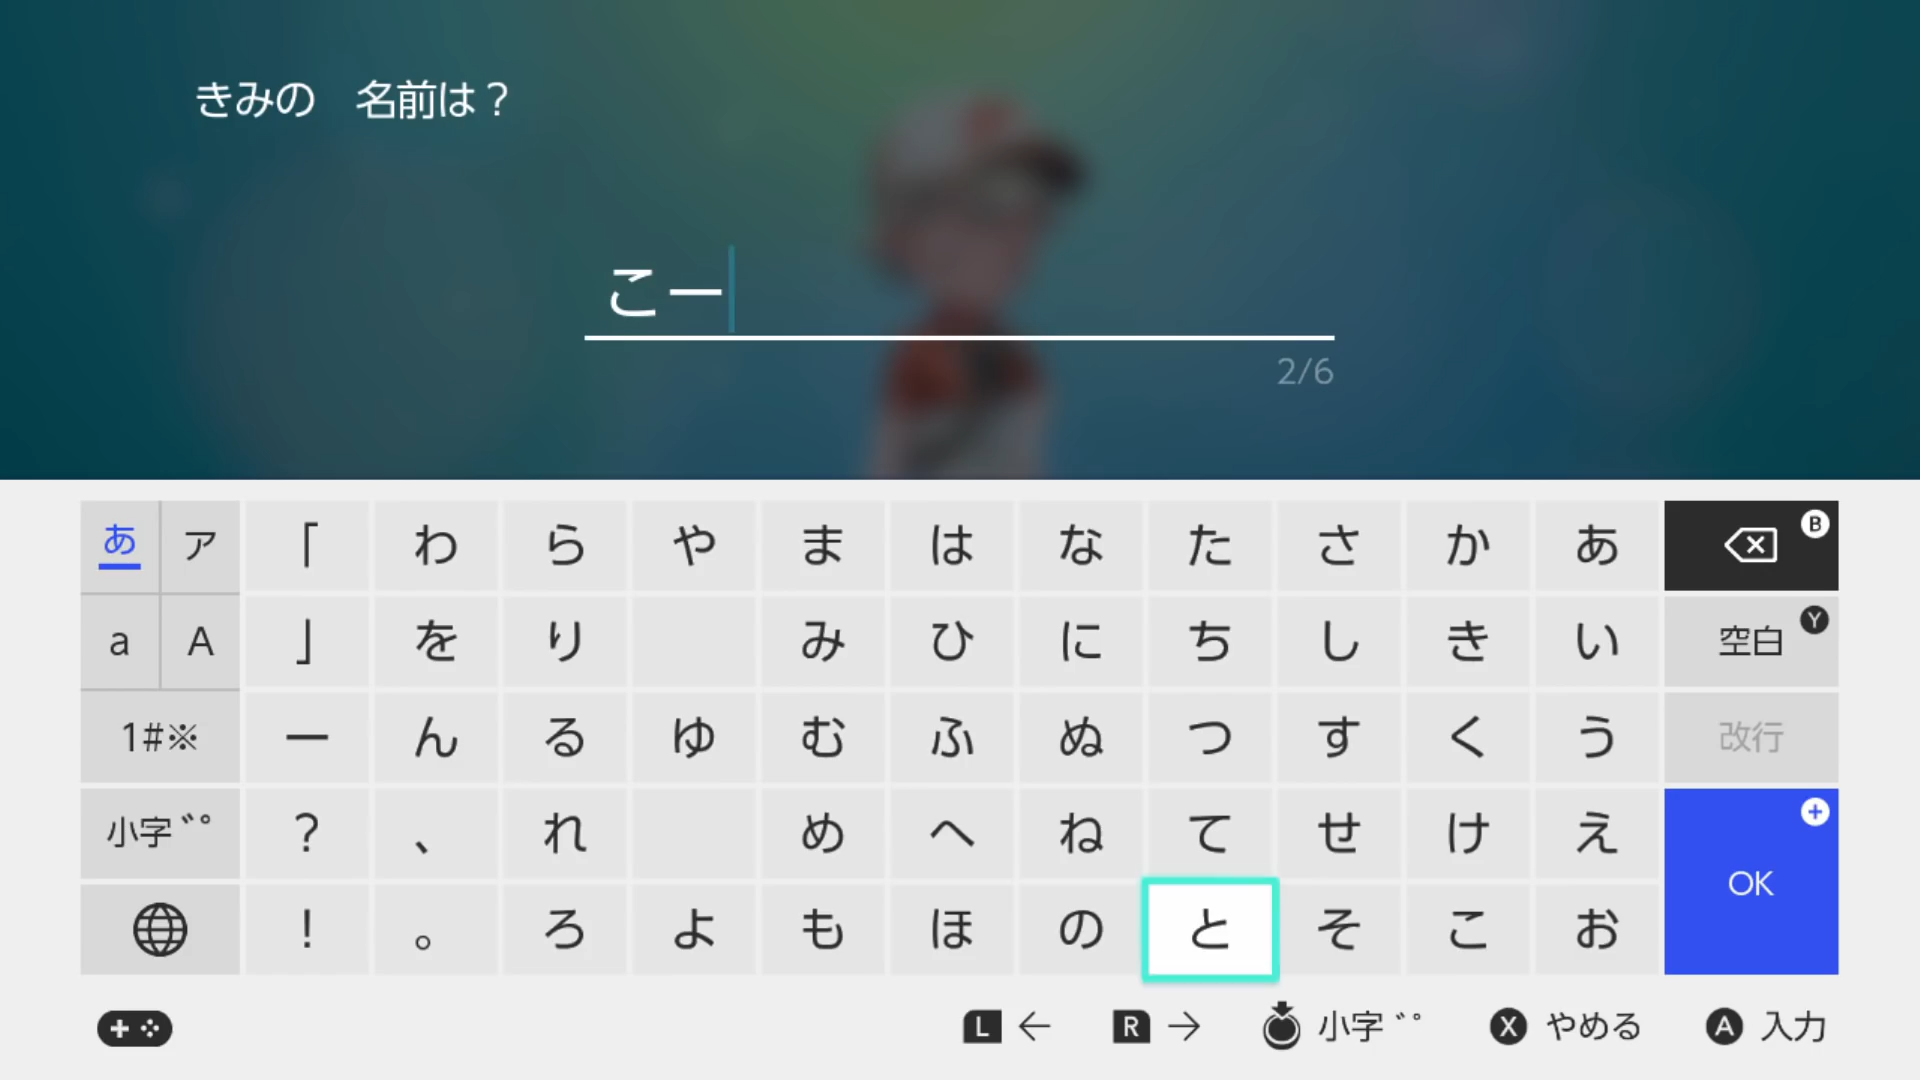 きみの　名前は？
こー
2/6
あ ア 「 わ ら や ま は な た さ か あ B
a A 」 を り み ひ に ち し き い 空白 Y
1#※ ー ん る ゆ む ふ ぬ つ す く う 改行
小字゛゜ ? 、 れ め へ ね て せ け え +
! 。 ろ よ も ほ の と そ こ お OK
L ← R → 小字゛゜ X やめる A 入力